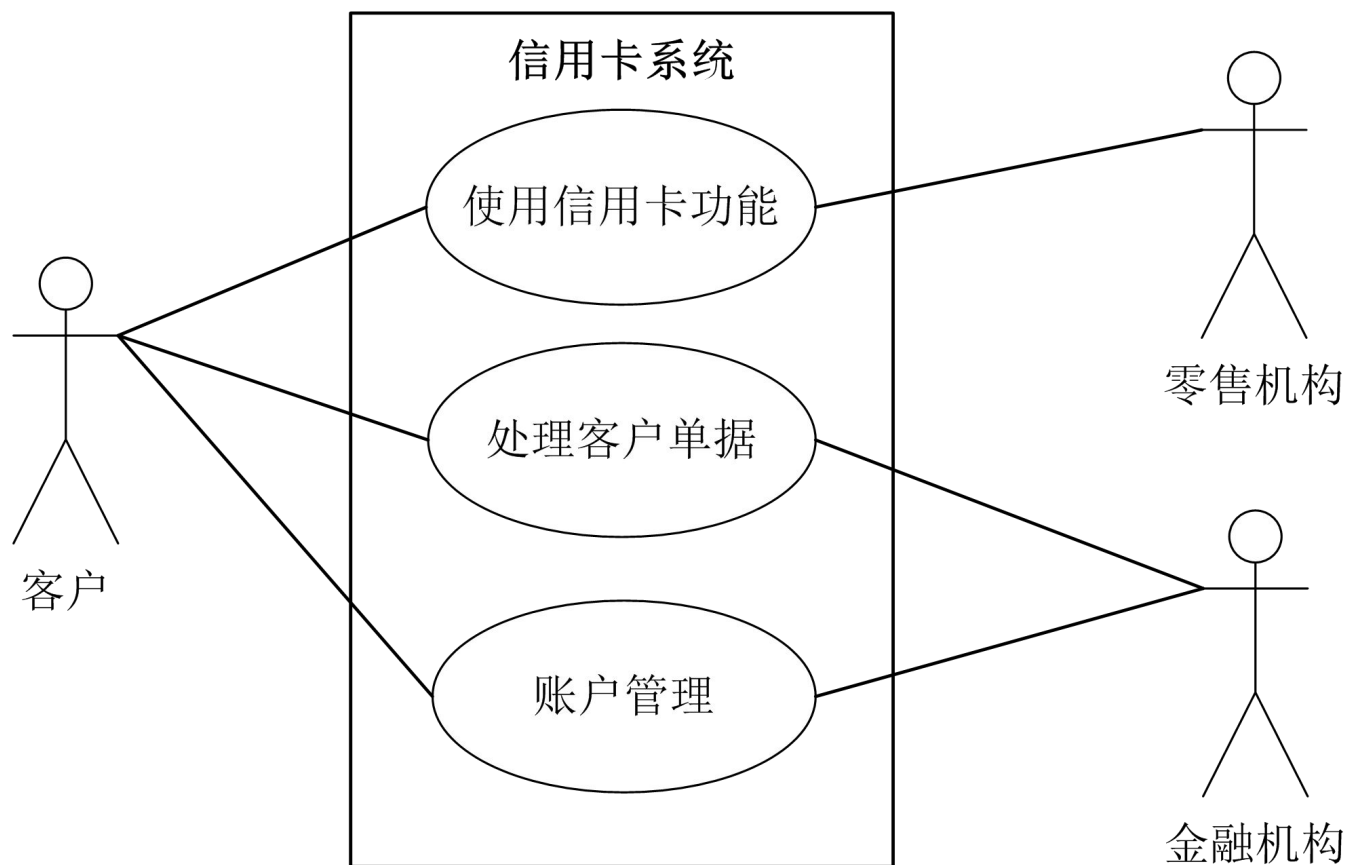 信用卡系统
使用信用卡功能
处理客户单据
账户管理
客户
零售机构
金融机构